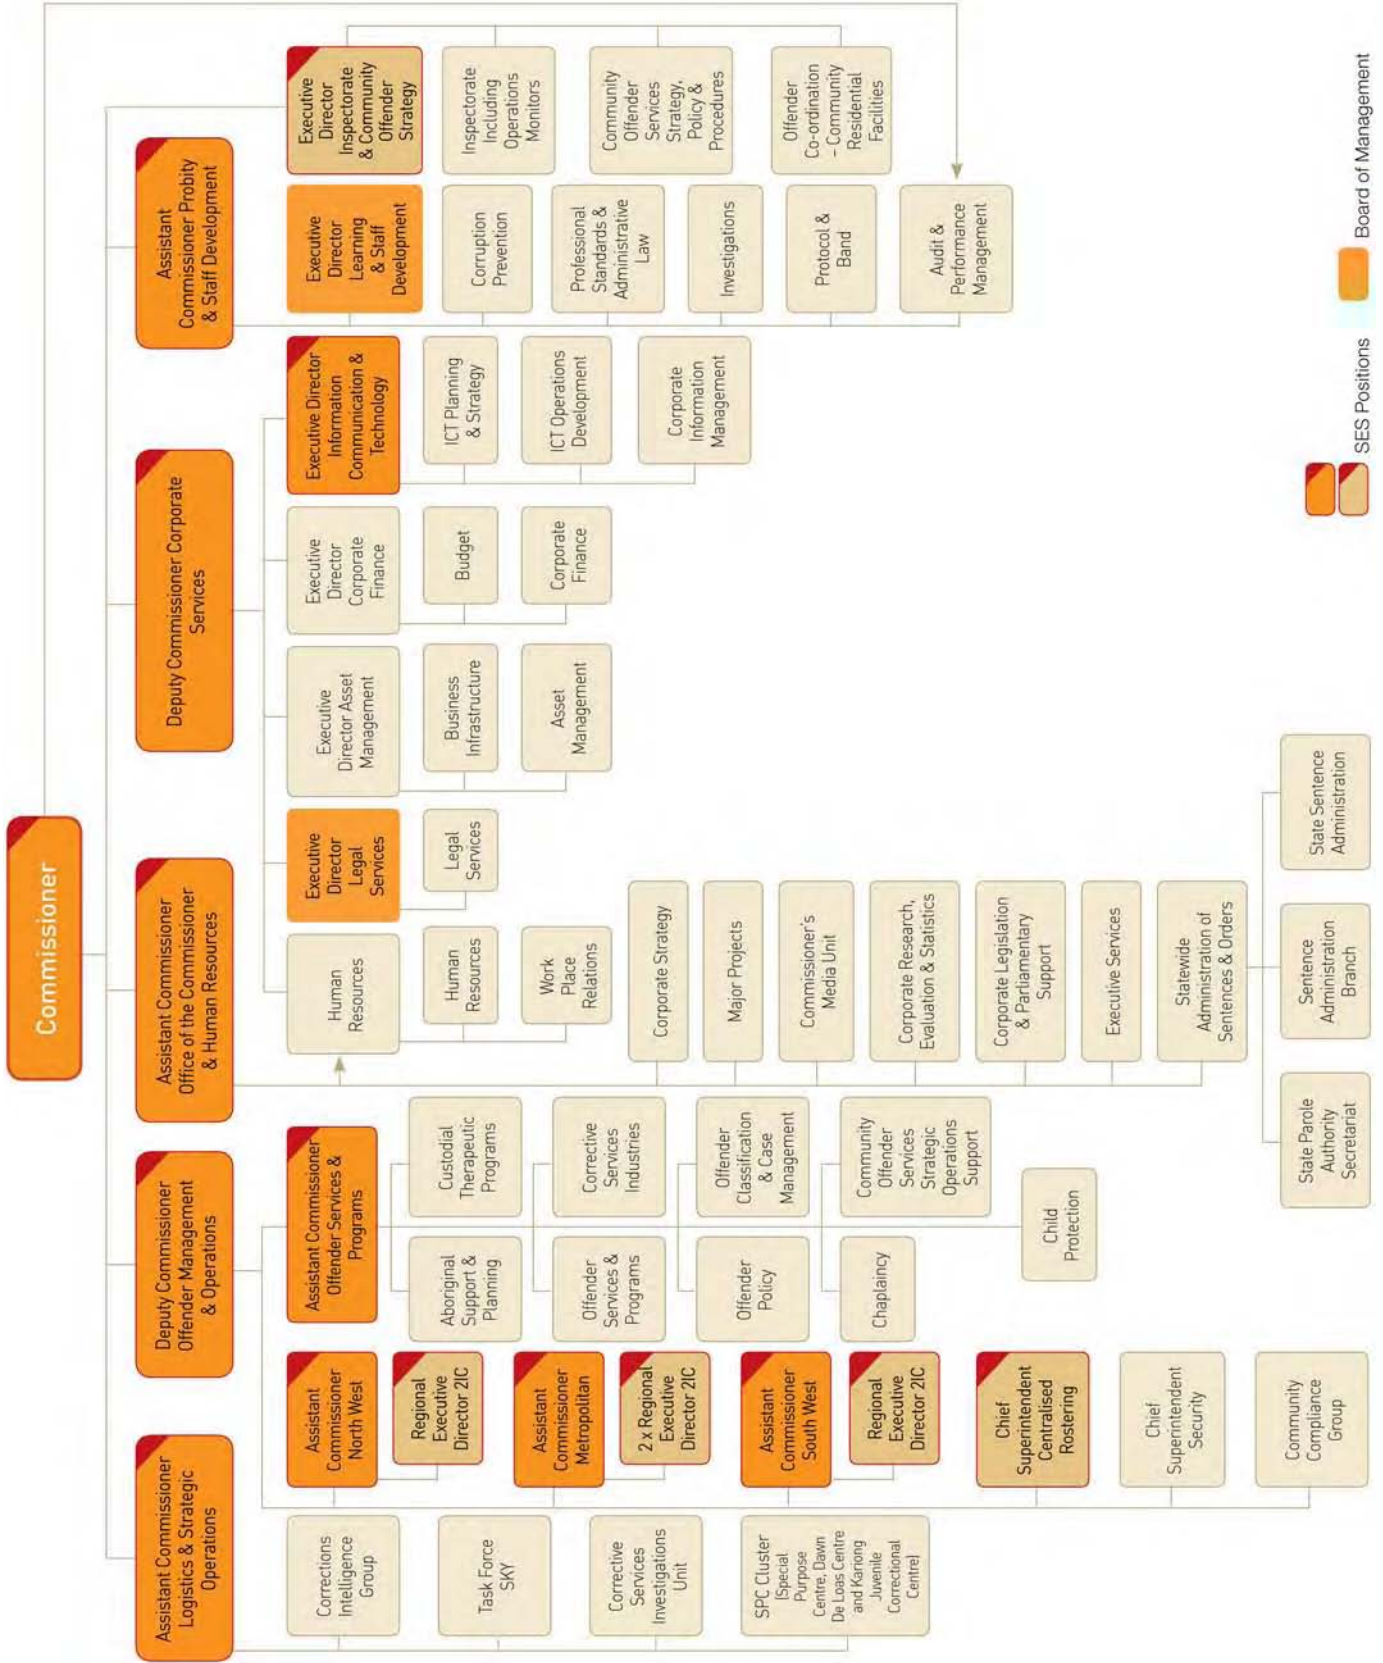 Commissioner
Assistant Commissioner
Logistics & Strategic
Operations
Deputy Commissioner
Offender Management
& Operations
Assistant Commissioner
Office of the Commissioner
& Human Resources
Deputy Commissioner Corporate
Services
Assistant
Commissioner Probity
& Staff Development
Corrections
Intelligence
Group
Task Force
SKY
Corrective
Services
Investigations
Unit
SPC Cluster
(Special
Purpose
Centre, Dawn
De Loas Centre
and Kariong
Juvenile
Correctional
Centre)
Assistant
Commissioner
North West
Regional
Executive
Director 2IC
Assistant
Commissioner
Metropolitan
2 x Regional
Executive
Director 2IC
Assistant
Commissioner
South West
Regional
Executive
Director 2IC
Chief
Superintendent
Centralised
Rostering
Chief
Superintendent
Security
Community
Compliance
Group
Assistant Commissioner
Offender Services &
Programs
Aboriginal
Support &
Planning
Custodial
Therapeutic
Programs
Offender
Services &
Programs
Corrective
Services
Industries
Offender
Policy
Offender
Classification
& Case
Management
Chaplaincy
Community
Offender
Services
Strategic
Operations
Support
Child
Protection
Human
Resources
Human
Resources
Work
Place
Relations
Corporate Strategy
Major Projects
Commissioner's
Media Unit
Corporate Research,
Evaluation & Statistics
Corporate Legislation
& Parliamentary
Support
Executive Services
Statewide
Administration of
Sentences & Orders
State Parole
Authority
Secretariat
Sentence
Administration
Branch
State Sentence
Administration
Executive
Director
Legal
Services
Legal
Services
Executive
Director Asset
Management
Business
Infrastructure
Asset
Management
Executive
Director
Corporate
Finance
Budget
Corporate
Finance
Executive Director
Information
Communication &
Technology
ICT Planning
& Strategy
ICT Operations
Development
Corporate
Information
Management
Executive
Director
Learning
& Staff
Development
Corruption
Prevention
Professional
Standards &
Administrative
Law
Investigations
Protocol &
Band
Audit &
Performance
Management
Executive
Director
Inspectorate
& Community
Offender
Strategy
Inspectorate
Including
Operations
Monitors
Community
Offender
Services
Strategy,
Policy &
Procedures
Offender
Co-ordination
– Community
Residential
Facilities
SES Positions
Board of Management